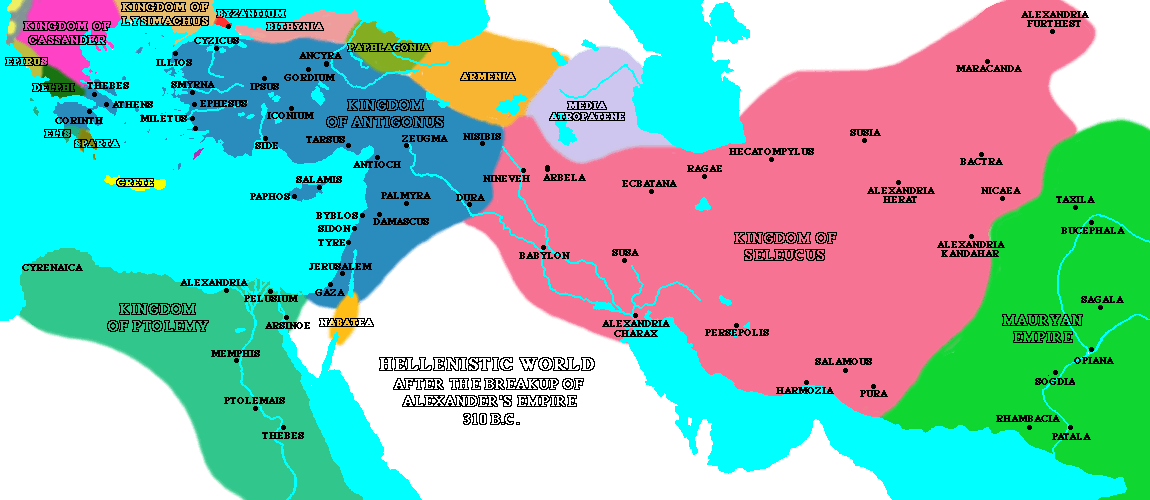 KINGDOM OF
LYSIMACHUS
BYZANTIUM
BITHYNIA
KINGDOM OF
CASSANDER
EPIRUS
CYZICUS
PAPHLAGONIA
ILLIOS
ANCYRA
GORDIUM
ARMENIA
DELPHI
THEBES
SMYRNA
IPSUS
ATHENS
EPHESUS
KINGDOM
OF ANTIGONUS
CORINTH
MILETUS
ICONIUM
ELIS
SPARTA
SIDE
TARSUS
ZEUGMA
NISIBIS
ANTIOCH
CRETE
SALAMIS
PAPHOS
PALMYRA
DURA
BYBLOS
DAMASCUS
SIDON
TYRE
JERUSALEM
GAZA
NABATEA
MEDIA
ATROPATENE
NINEVEH
ARBELA
ECBATANA
RAGAE
HECATOMPYLUS
SUSIA
MARACANDA
ALEXANDRIA
FURTHEST
BACTRA
ALEXANDRIA
HERAT
NICAEA
ALEXANDRIA
KANDAHAR
KINGDOM OF
SELEUCUS
BABYLON
SUSA
ALEXANDRIA
CHARAX
PERSEPOLIS
SALAMOUS
HARMOZIA
PURA
TAXILA
BUCEPHALA
SAGALA
MAURYAN
EMPIRE
OPIANA
SOGDIA
RHAMBACIA
PATALA
CYRENAICA
ALEXANDRIA
PELUSIUM
KINGDOM
OF PTOLEMY
ARSINOE
MEMPHIS
PTOLEMAIS
THEBES
HELLENISTIC WORLD
AFTER THE BREAKUP OF
ALEXANDER'S EMPIRE
310 B.C.